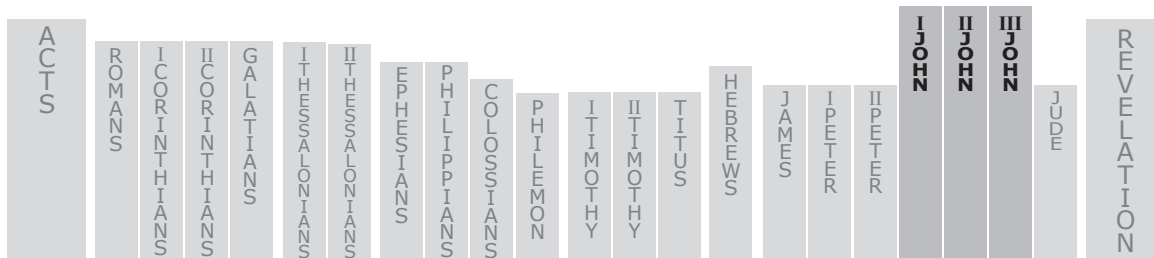 ACTS
ROMANS
I CORINTHIANS
II CORINTHIANS
GALATIANS
I THESSALONIANS
II THESSALONIANS
EPHESIANS
PHILIPPIANS
COLOSSIANS
PHILEMON
I TIMOTHY
II TIMOTHY
TITUS
HEBREWS
JAMES
I PETER
II PETER
I JOHN
II JOHN
III JOHN
JUDE
REVELATION